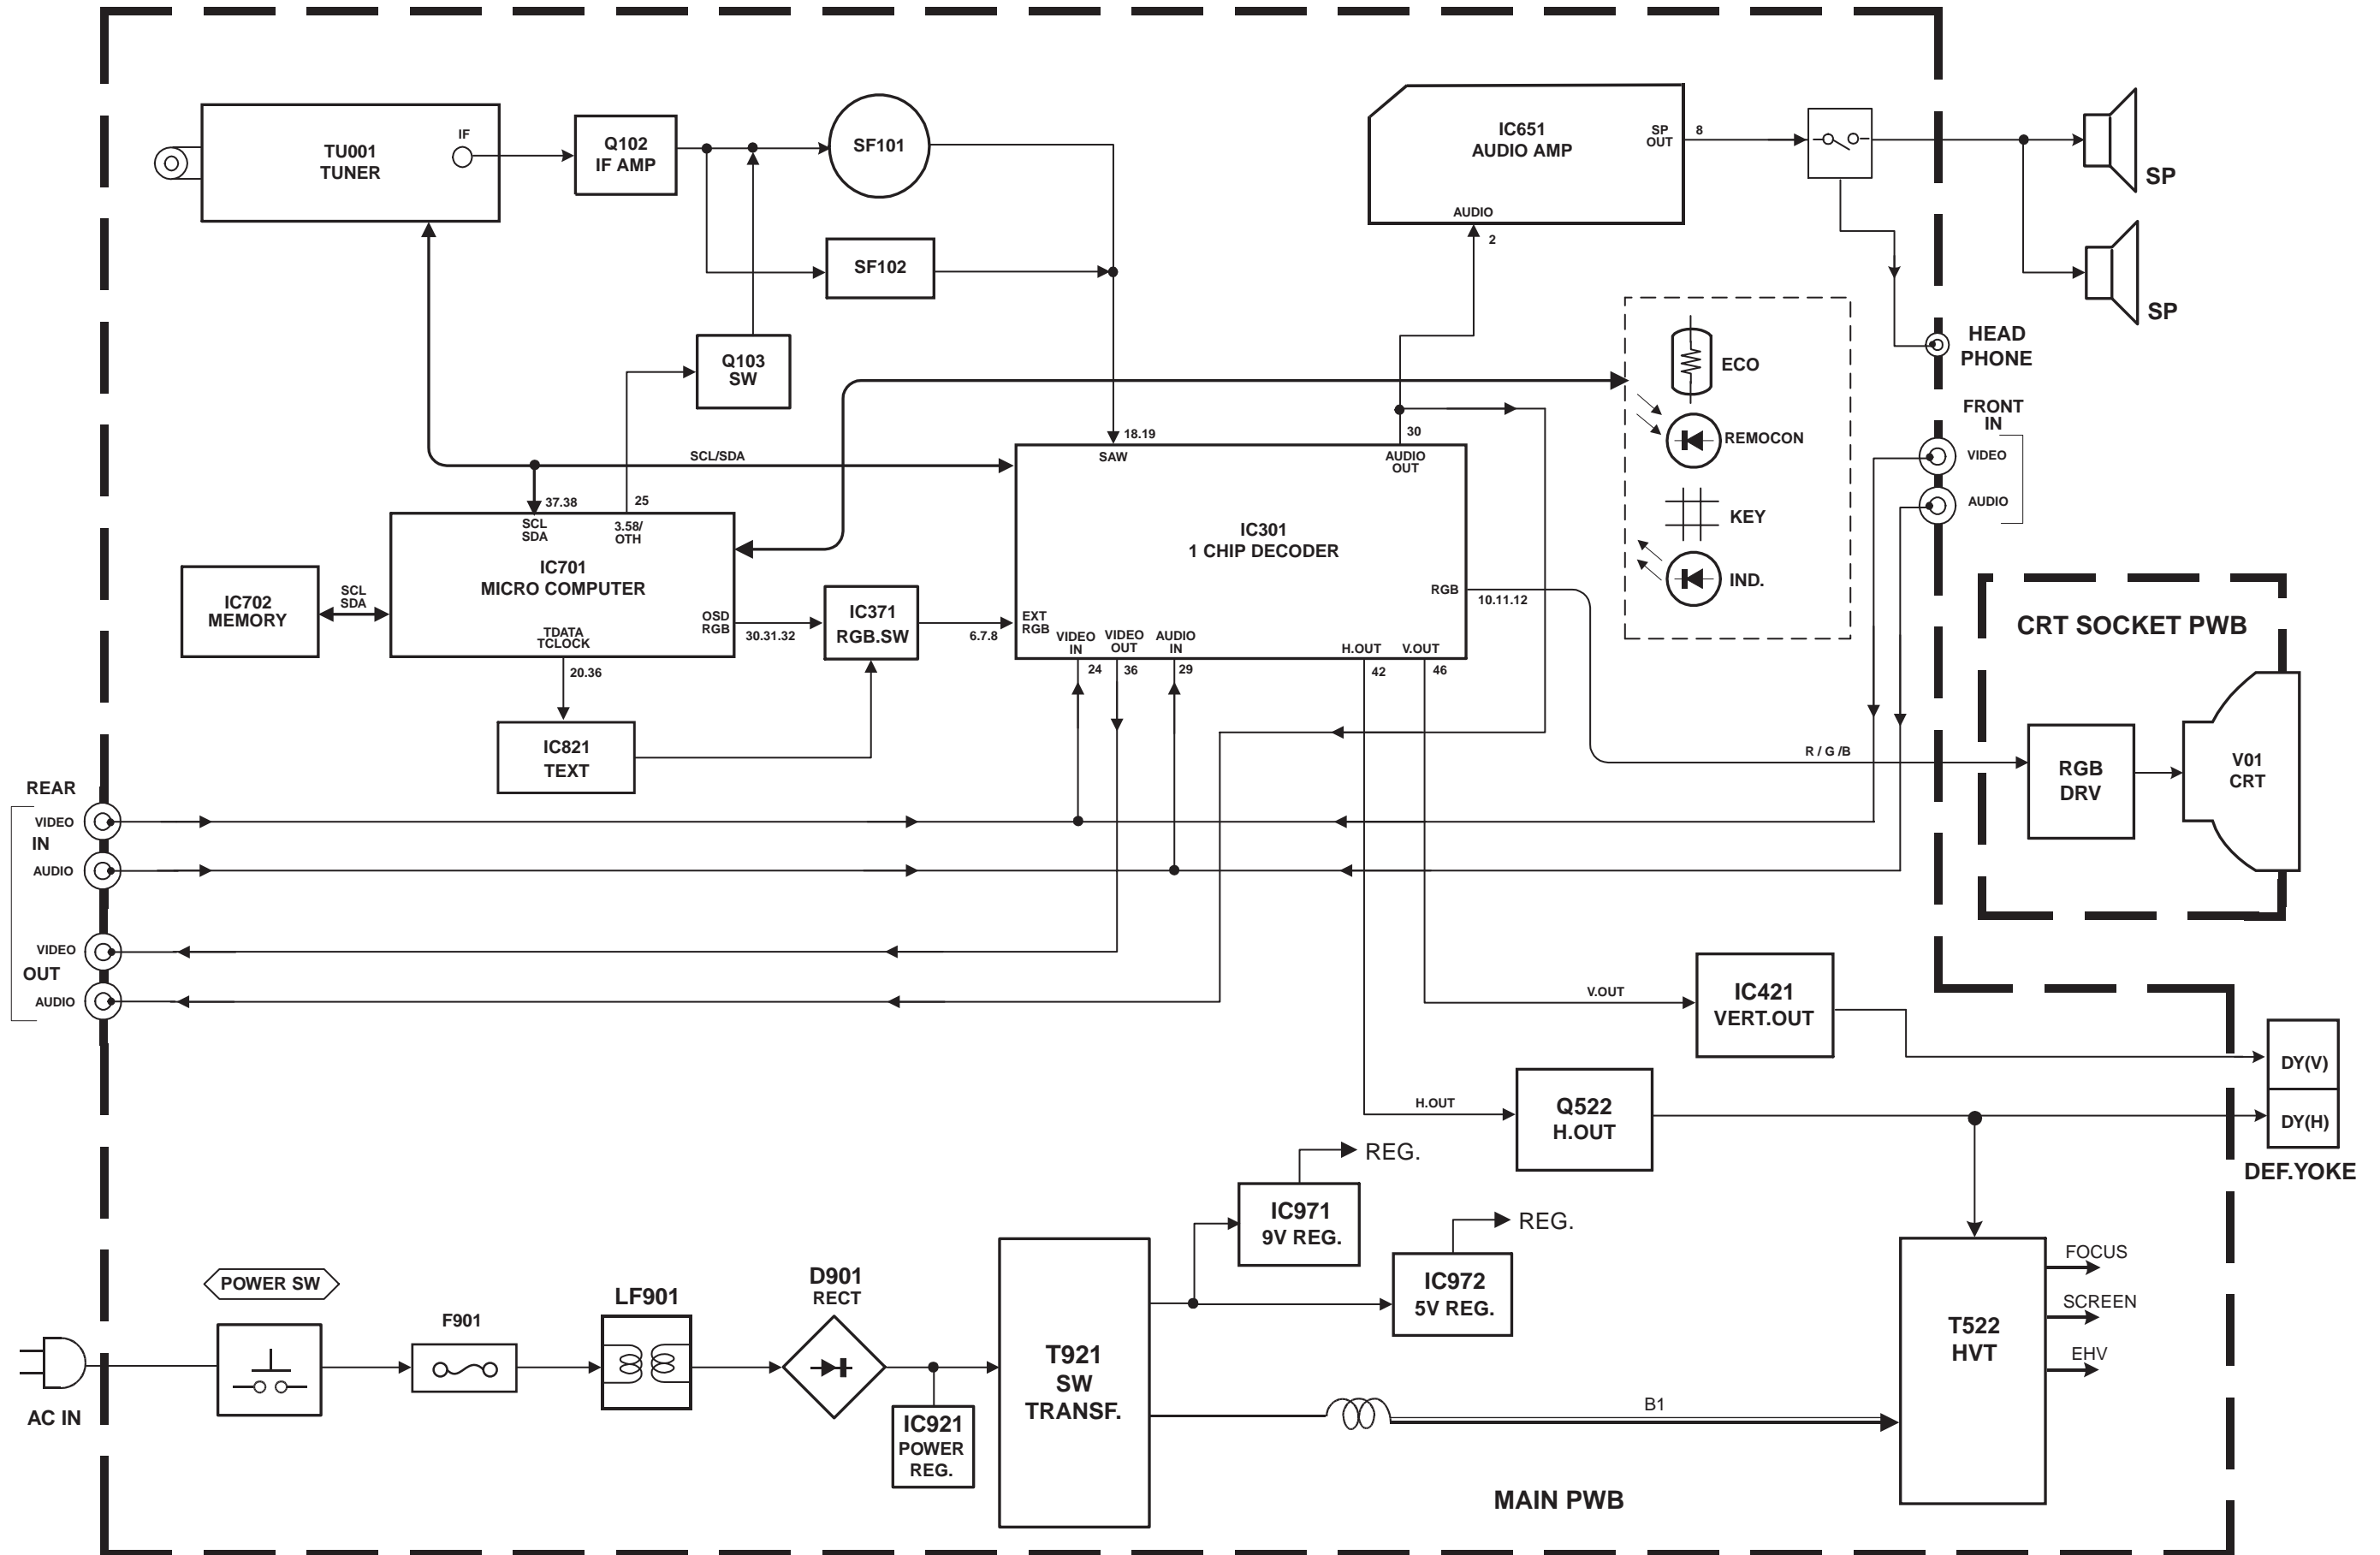 TU001
TUNER
IF
Q102
IF AMP
SF101
SF102
Q103
SW
IC651
AUDIO AMP
SP
OUT
8
AUDIO
2
SP
SP
HEAD
PHONE
ECO
REMOCON
KEY
IND.
FRONT
IN
VIDEO
AUDIO
SCL/SDA
18.19
SAW
30
AUDIO
OUT
IC301
1 CHIP DECODER
RGB
10.11.12
EXT
RGB
6.7.8
VIDEO
IN
24
VIDEO
OUT
36
AUDIO
IN
29
H.OUT
42
V.OUT
46
37.38
25
SCL
SDA
3.58/
OTH
IC701
MICRO COMPUTER
OSD
RGB
30.31.32
TDATA
TCLOCK
20.36
IC702
MEMORY
SCL
SDA
IC371
RGB.SW
IC821
TEXT
CRT SOCKET PWB
R / G /B
RGB
DRV
V01
CRT
REAR
VIDEO
IN
AUDIO
VIDEO
OUT
AUDIO
V.OUT
IC421
VERT.OUT
H.OUT
Q522
H.OUT
DY(V)
DY(H)
DEF.YOKE
REG.
IC971
9V REG.
REG.
IC972
5V REG.
POWER SW
F901
LF901
D901
RECT
IC921
POWER
REG.
T921
SW
TRANSF.
B1
T522
HVT
FOCUS
SCREEN
EHV
AC IN
MAIN PWB